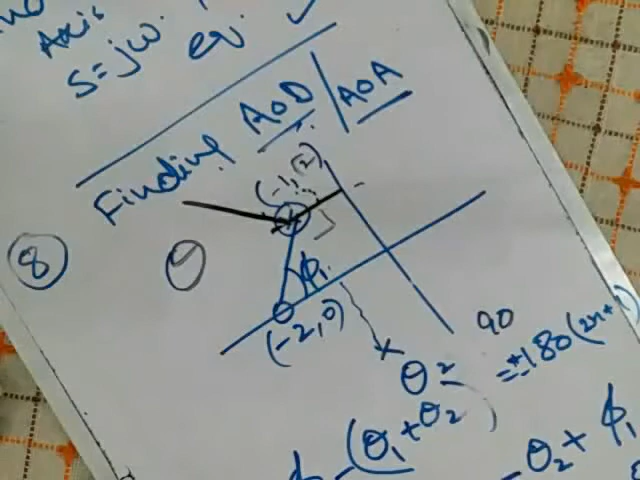 Axis
S=jω.
eq.
Finding AOD / AOA
(-1, 2)
8
θ
φ1
(-2, 0)
90
θ2
=±180(2n+1)
(θ1+θ2)
θ2 + φ1